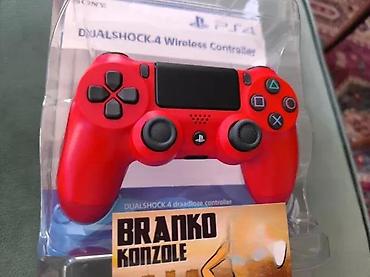 SONY
PS4
DUALSHOCK 4 Wireless Controller
DUALSHOCK 4 draadloze controller
BRANKO
KONZOLE